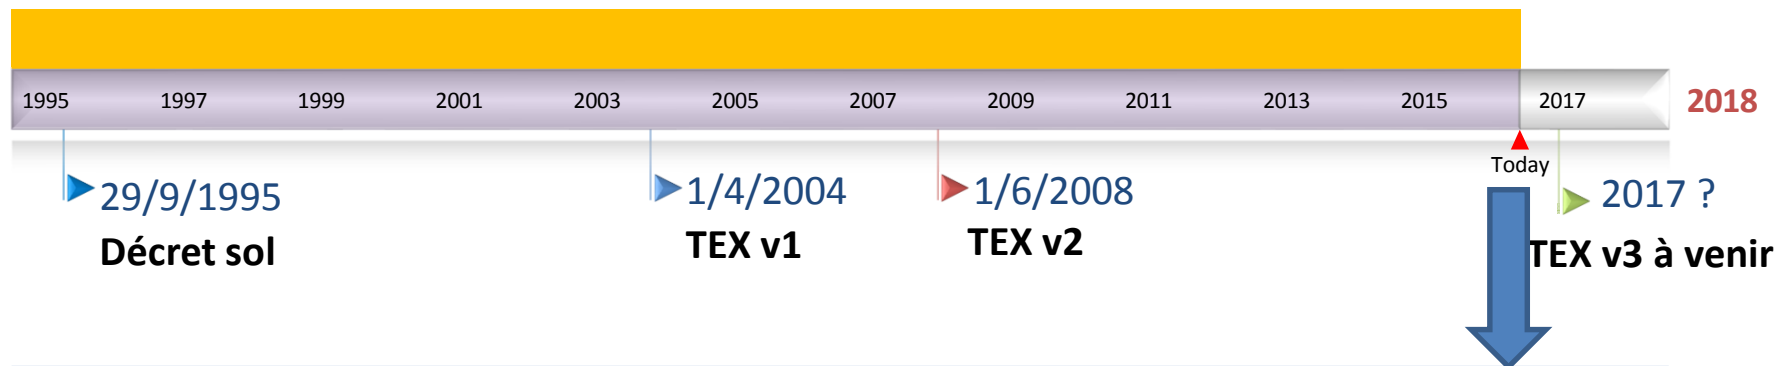 1995 1997 1999 2001 2003 2005 2007 2009 2011 2013 2015 2017 2018
Today
29/9/1995 1/4/2004 1/6/2008 2017 ?
Décret sol TEX v1 TEX v2 TEX v3 à venir